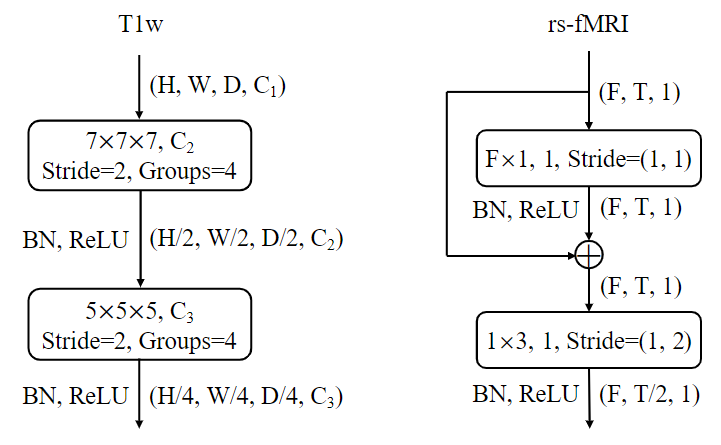 T1w
(H, W, D, C₁)
7×7×7, C₂
Stride=2, Groups=4
BN, ReLU
(H/2, W/2, D/2, C₂)
5×5×5, C₃
Stride=2, Groups=4
BN, ReLU
(H/4, W/4, D/4, C₃)
rs-fMRI
(F, T, 1)
F×1, 1, Stride=(1, 1)
BN, ReLU
(F, T, 1)
(F, T, 1)
1×3, 1, Stride=(1, 2)
BN, ReLU
(F, T/2, 1)